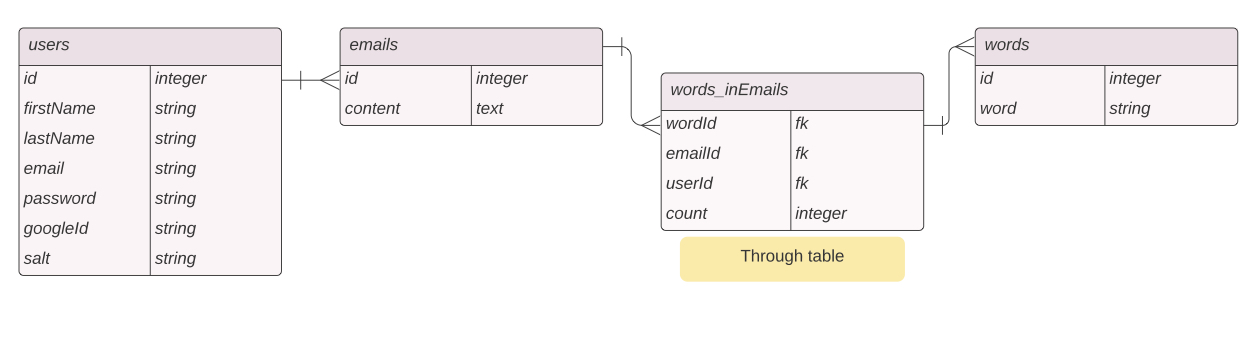 users
id integer
firstName string
lastName string
email string
password string
googleId string
salt string
emails
id integer
content text
words_inEmails
wordId fk
emailId fk
userId fk
count integer
Through table
words
id integer
word string